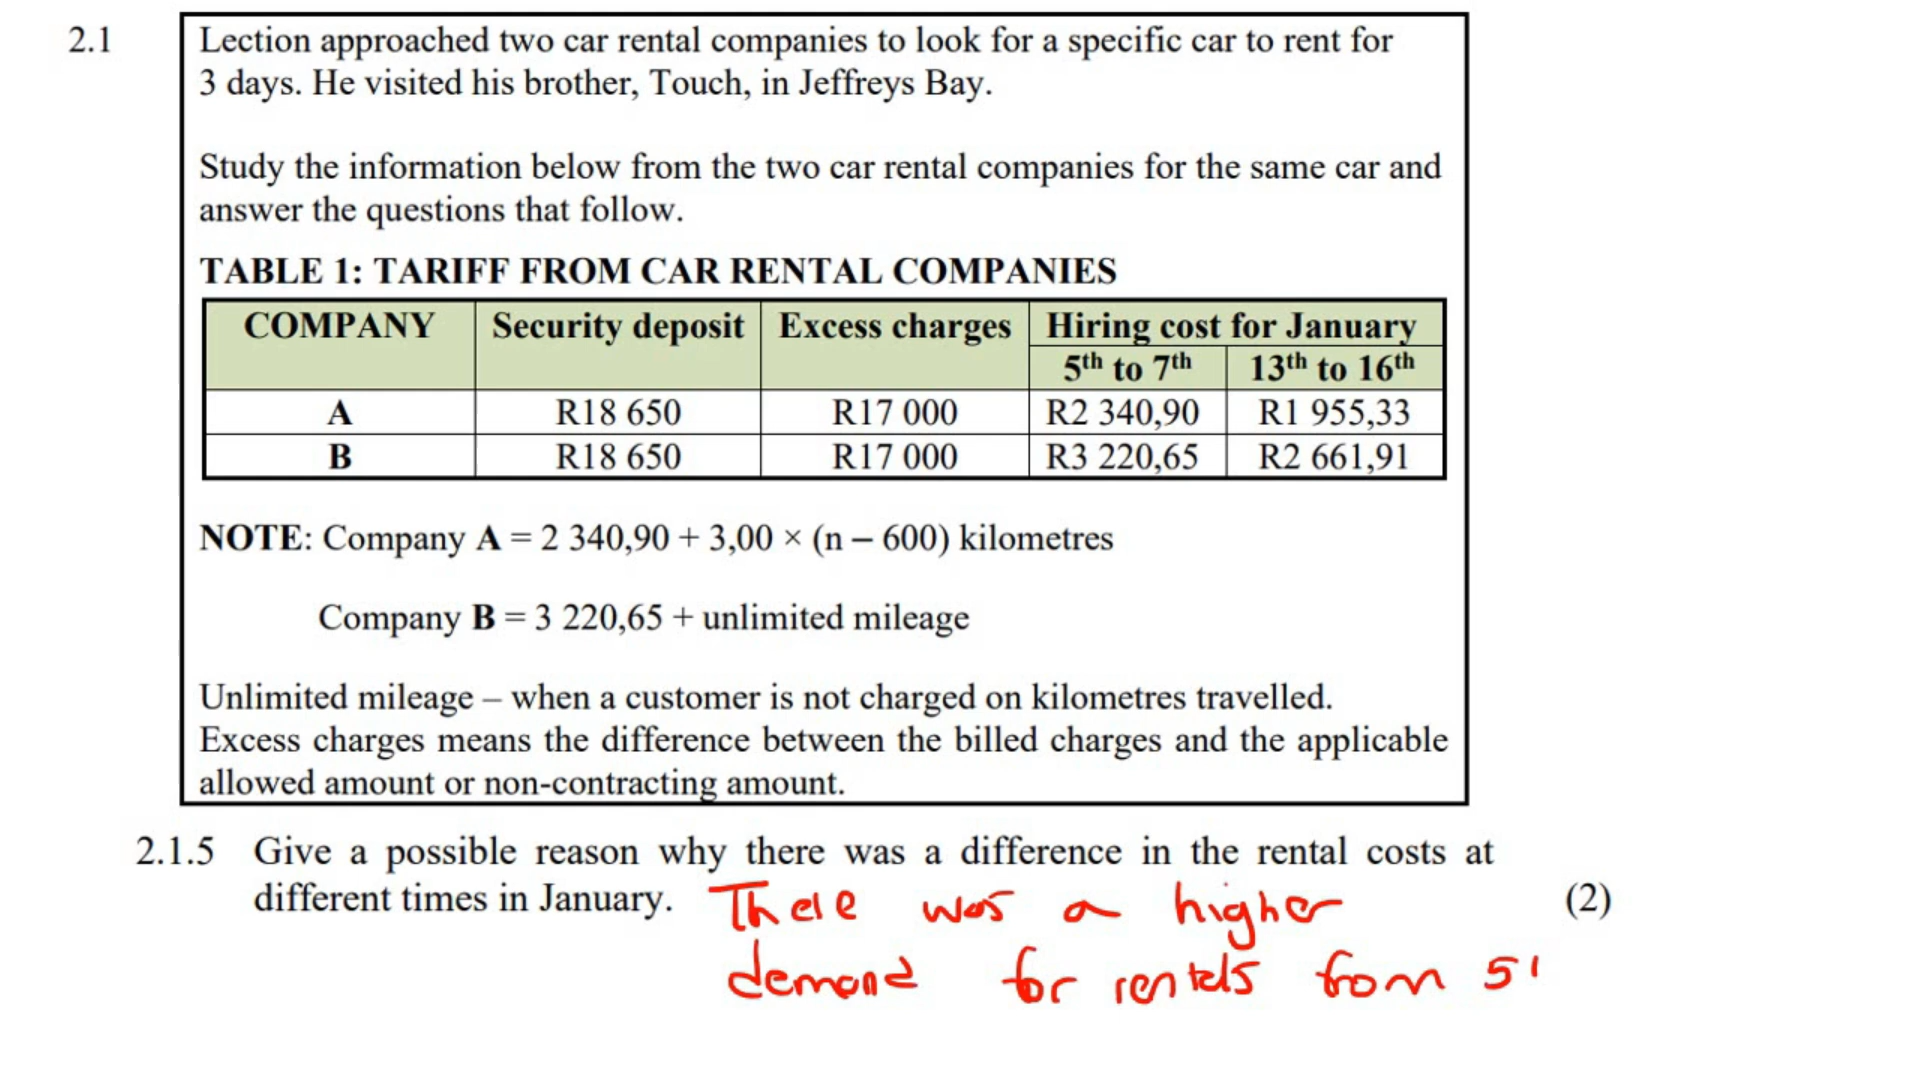 2.1
Lection approached two car rental companies to look for a specific car to rent for
3 days. He visited his brother, Touch, in Jeffreys Bay.
Study the information below from the two car rental companies for the same car and
answer the questions that follow.
TABLE 1: TARIFF FROM CAR RENTAL COMPANIES
COMPANY Security deposit Excess charges Hiring cost for January
5th to 7th 13th to 16th
A R18 650 R17 000 R2 340,90 R1 955,33
B R18 650 R17 000 R3 220,65 R2 661,91
NOTE: Company A = 2 340,90 + 3,00 × (n – 600) kilometres
Company B = 3 220,65 + unlimited mileage
Unlimited mileage – when a customer is not charged on kilometres travelled.
Excess charges means the difference between the billed charges and the applicable
allowed amount or non-contracting amount.
2.1.5 Give a possible reason why there was a difference in the rental costs at
different times in January. There was a higher (2)
demand for rentals from 5